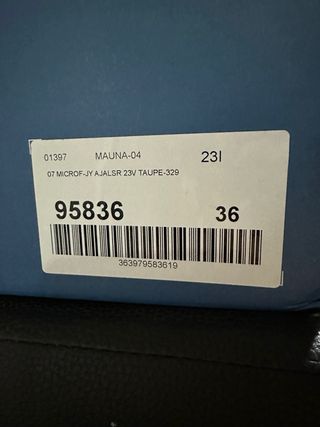 01397 MAUNA-04 23I
07 MICROF-JY AJALSR 23V TAUPE-329
95836 36
363979583619